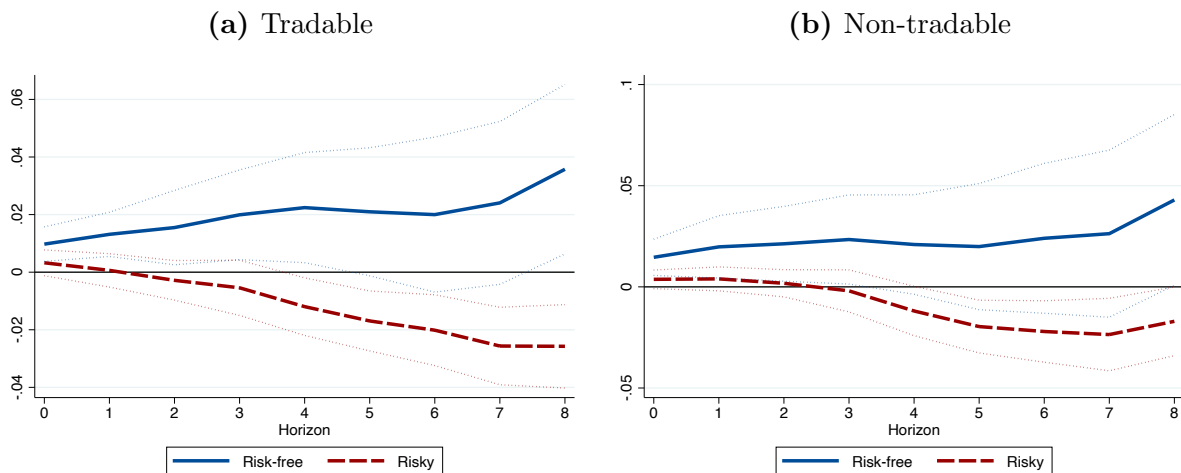 (a) Tradable
.06
.04
.02
0
-.02
-.04
0 1 2 3 4 5 6 7 8
Horizon
Risk-free Risky
(b) Non-tradable
.1
.05
0
-.05
0 1 2 3 4 5 6 7 8
Horizon
Risk-free Risky